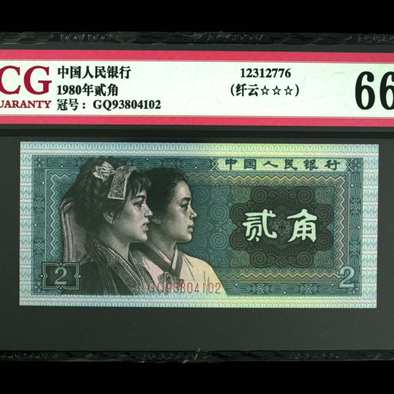 CG
UARANTY
中国人民银行
1980年贰角
冠号: GQ93804102
12312776
(纤云☆☆☆)
66
中国人民银行
贰角
GQ93804102
2
2